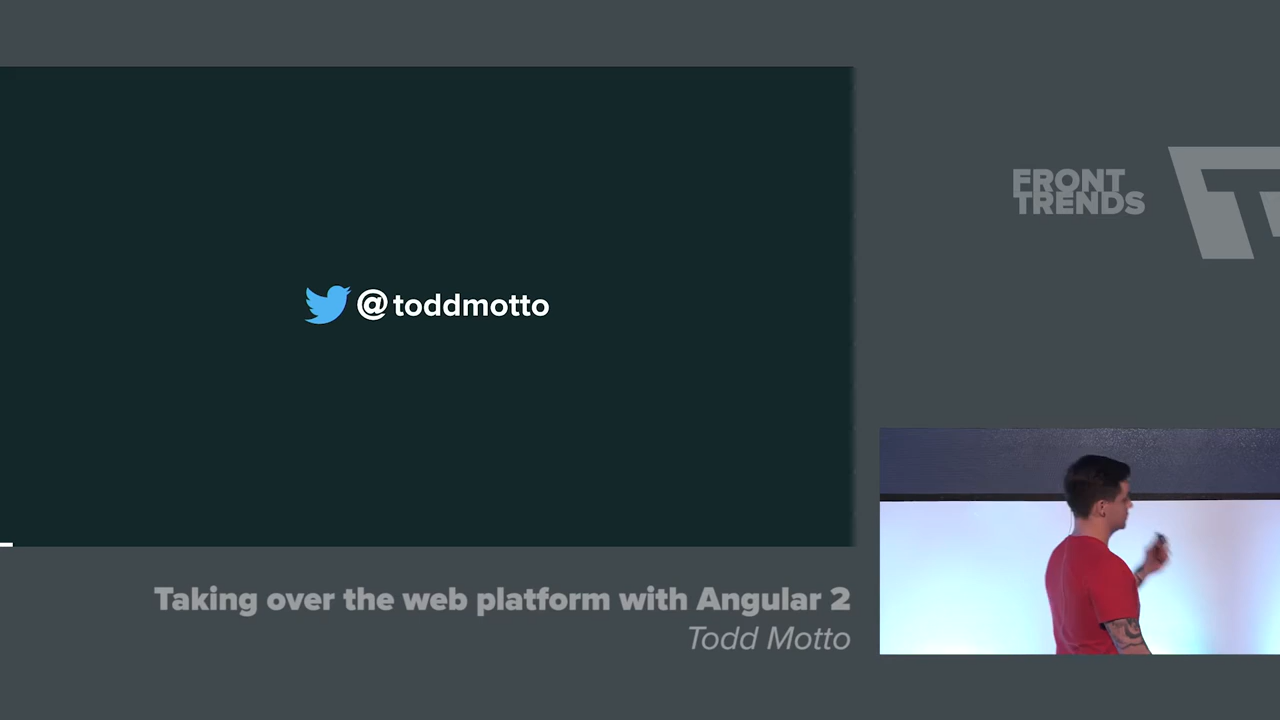 @toddmotto
FRONT
TRENDS
Taking over the web platform with Angular 2
Todd Motto